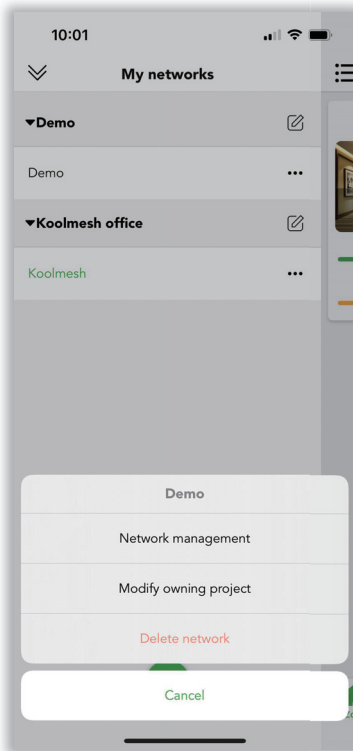 10:01
My networks
Demo
Demo
Koolmesh office
Koolmesh
Demo
Network management
Modify owning project
Delete network
Cancel